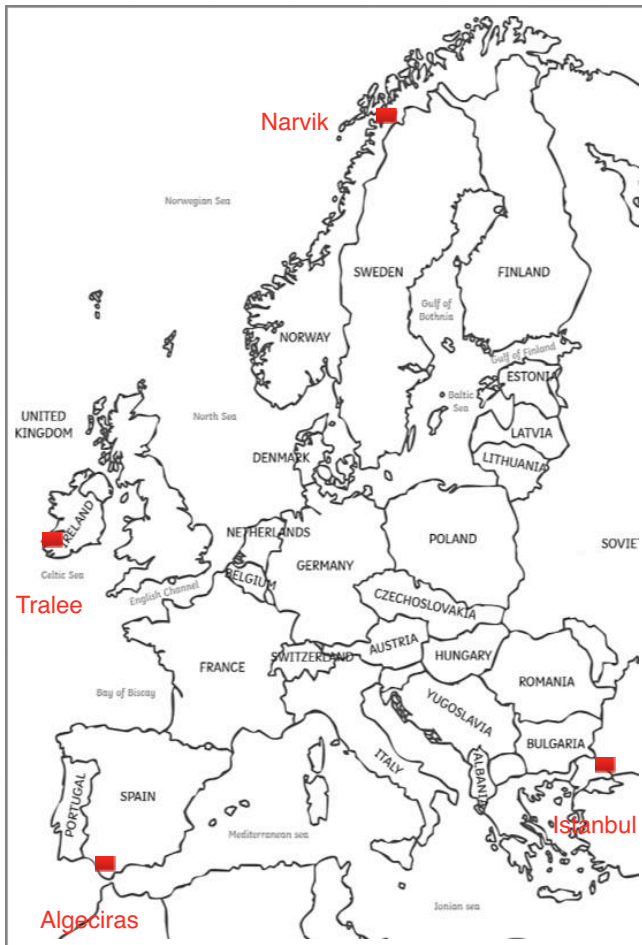 Narvik
Norwegian Sea
SWEDEN
FINLAND
Gulf of
Bothnia
NORWAY
Gulf of Finland
ESTONIA
Baltic
Sea
UNITED
KINGDOM
North Sea
LATVIA
DENMARK
LITHUANIA
IRELAND
NETHERLANDS
POLAND
SOVIET
GERMANY
Celtic Sea
BELGIUM
English Channel
CZECHOSLOVAKIA
Tralee
AUSTRIA
SWITZERLAND
HUNGARY
FRANCE
ROMANIA
Bay of Biscay
YUGOSLAVIA
BULGARIA
ITALY
ALBANIA
PORTUGAL
SPAIN
Istanbul
Mediterranean sea
Ionian sea
Algeciras